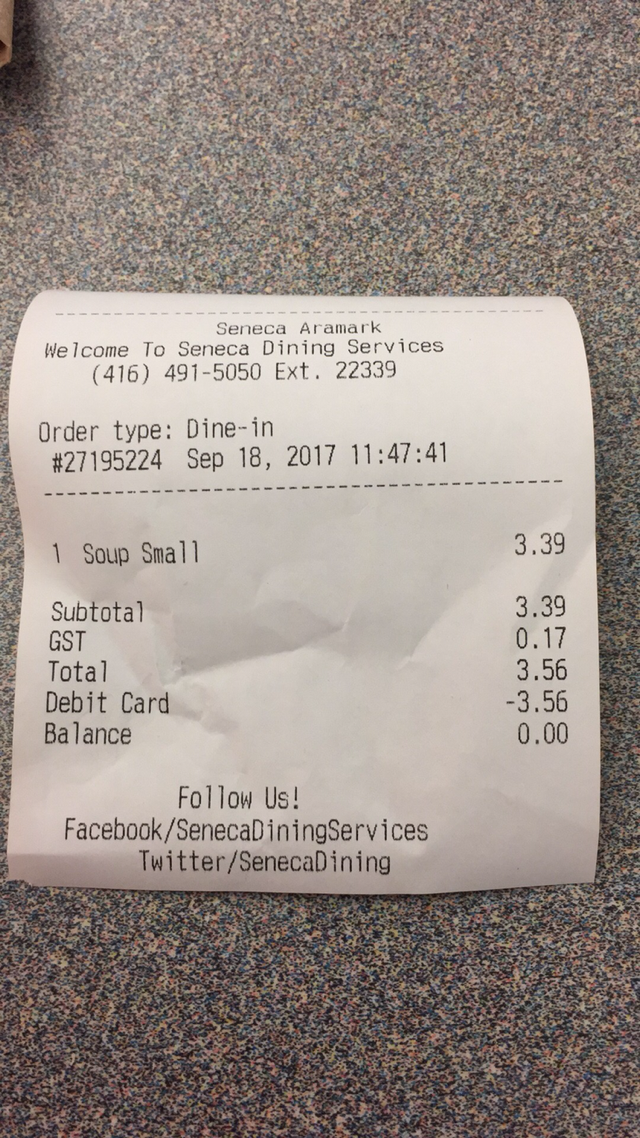 Seneca Aramark
Welcome To Seneca Dining Services
(416) 491-5050 Ext. 22339
Order type: Dine-in
#27195224 Sep 18, 2017 11:47:41
1 Soup Small 3.39
Subtotal 3.39
GST 0.17
Total 3.56
Debit Card -3.56
Balance 0.00
Follow Us!
Facebook/SenecaDiningServices
Twitter/SenecaDining